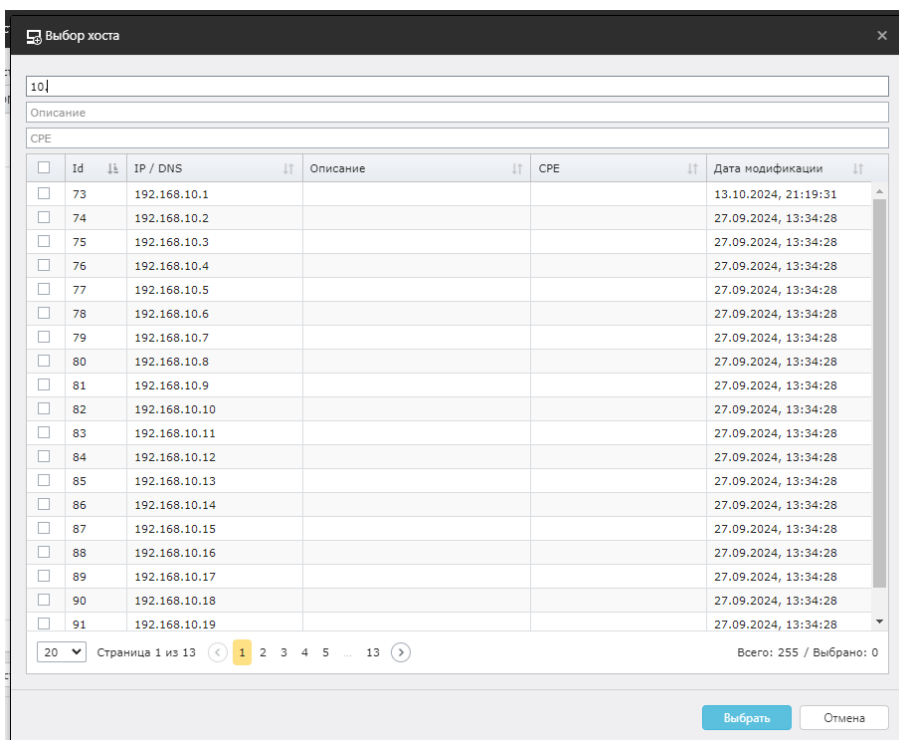 Выбор хоста
10.
Описание
CPE
Id IP / DNS Описание CPE Дата модификации
73 192.168.10.1 13.10.2024, 21:19:31
74 192.168.10.2 27.09.2024, 13:34:28
75 192.168.10.3 27.09.2024, 13:34:28
76 192.168.10.4 27.09.2024, 13:34:28
77 192.168.10.5 27.09.2024, 13:34:28
78 192.168.10.6 27.09.2024, 13:34:28
79 192.168.10.7 27.09.2024, 13:34:28
80 192.168.10.8 27.09.2024, 13:34:28
81 192.168.10.9 27.09.2024, 13:34:28
82 192.168.10.10 27.09.2024, 13:34:28
83 192.168.10.11 27.09.2024, 13:34:28
84 192.168.10.12 27.09.2024, 13:34:28
85 192.168.10.13 27.09.2024, 13:34:28
86 192.168.10.14 27.09.2024, 13:34:28
87 192.168.10.15 27.09.2024, 13:34:28
88 192.168.10.16 27.09.2024, 13:34:28
89 192.168.10.17 27.09.2024, 13:34:28
90 192.168.10.18 27.09.2024, 13:34:28
91 192.168.10.19 27.09.2024, 13:34:28
20 Страница 1 из 13 1 2 3 4 5 ... 13 Всего: 255 / Выбрано: 0
Выбрать Отмена